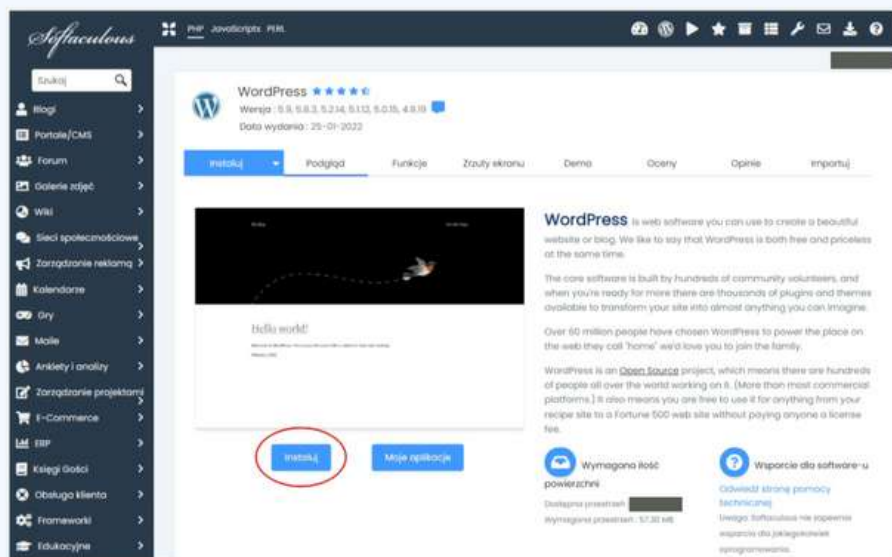 Softaculous
PHP JavaScripts PERL
Szukaj
Blogi
Portale/CMS
Forum
Galerie zdjęć
Wiki
Sieci społecznościowe
Zarządzanie reklamą
Kalendarze
Gry
Maile
Ankiety i analizy
Zarządzanie projektami
E-Commerce
ERP
Księgi Gości
Obsługa klienta
Frameworki
Edukacyjne
WordPress
Wersja : 5.9, 5.8.3, 5.2.14, 5.1.12, 5.0.15, 4.9.19
Data wydania : 25-01-2022
Instaluj Podgląd Funkcje Zrzuty ekranu Demo Oceny Opinie Importuj
Hello world!
Instaluj
Moje aplikacje
WordPress is web software you can use to create a beautiful
website or blog. We like to say that WordPress is both free and priceless
at the same time.
The core software is built by hundreds of community volunteers, and
when you're ready for more there are thousands of plugins and themes
available to transform your site into almost anything you can imagine.
Over 60 million people have chosen WordPress to power the place on
the web they call 'home' we'd love you to join the family.
WordPress is an Open Source project, which means there are hundreds
of people all over the world working on it. (More than most commercial
platforms.) It also means you are free to use it for anything from your
recipe site to a Fortune 500 web site without paying anyone a license
fee.
Wymagana ilość
powierzchni
Dostępna przestrzeń
Wymagana przestrzeń : 57.30 MB
Wsparcie dla software-u
Odwiedź stronę pomocy
technicznej
Uwaga: Softaculous nie zapewnia
wsparcia dla jakiegokolwiek
oprogramowania.